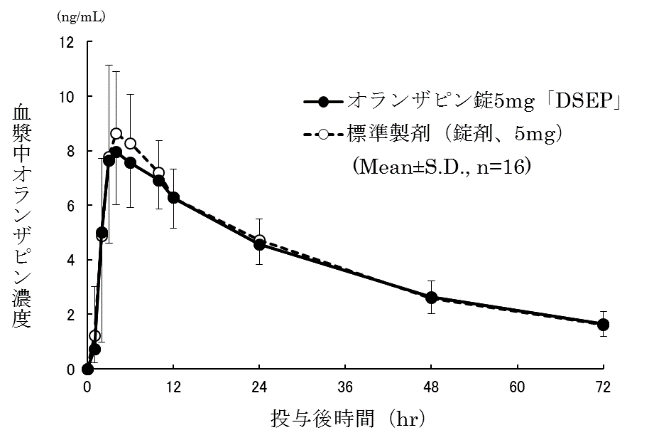 (ng/mL)
12
10
8
6
4
2
0
血漿中オランザピン濃度
オランザピン錠5mg「DSEP」
標準製剤（錠剤、5mg）
(Mean±S.D., n=16)
0 12 24 36 48 60 72
投与後時間（hr）